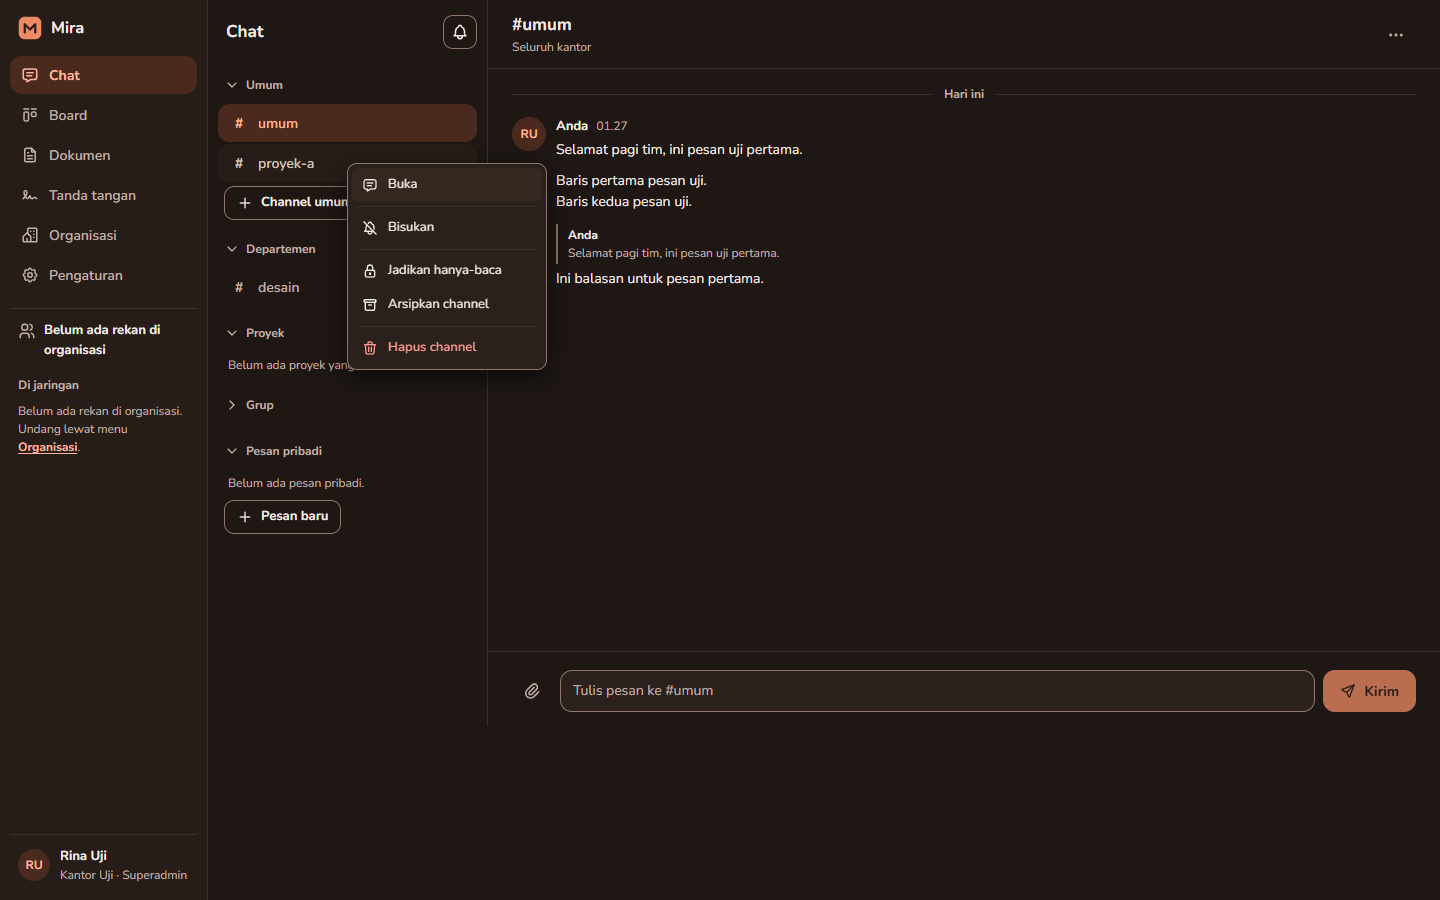 Mira
Chat
Board
Dokumen
Tanda tangan
Organisasi
Pengaturan
Belum ada rekan di
organisasi
Di jaringan
Belum ada rekan di organisasi.
Undang lewat menu
Organisasi.
RU
Rina Uji
Kantor Uji · Superadmin
Chat
Umum
# umum
# proyek-a
Channel umum
Departemen
# desain
Proyek
Belum ada proyek yang
Grup
Pesan pribadi
Belum ada pesan pribadi.
Pesan baru
Buka
Bisukan
Jadikan hanya-baca
Arsipkan channel
Hapus channel
#umum
Seluruh kantor
Hari ini
RU
Anda 01.27
Selamat pagi tim, ini pesan uji pertama.
Baris pertama pesan uji.
Baris kedua pesan uji.
Anda
Selamat pagi tim, ini pesan uji pertama.
Ini balasan untuk pesan pertama.
Tulis pesan ke #umum
Kirim